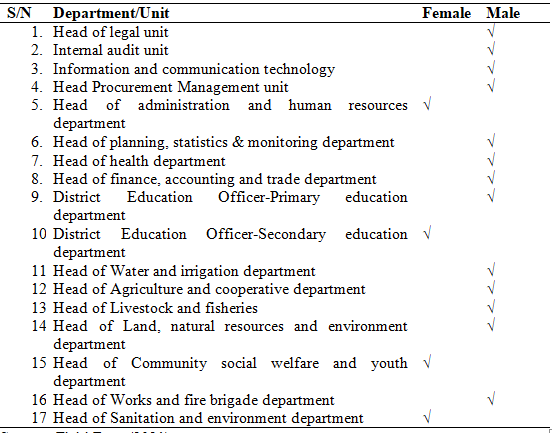 S/N Department/Unit Female Male
1. Head of legal unit √
2. Internal audit unit √
3. Information and communication technology √
4. Head Procurement Management unit √
5. Head of administration and human resources √
department
6. Head of planning, statistics & monitoring department √
7. Head of health department √
8. Head of finance, accounting and trade department √
9. District Education Officer-Primary education √
department
10 District Education Officer-Secondary education √
department
11 Head of Water and irrigation department √
12 Head of Agriculture and cooperative department √
13 Head of Livestock and fisheries √
14 Head of Land, natural resources and environment √
department
15 Head of Community social welfare and youth √
department
16 Head of Works and fire brigade department √
17 Head of Sanitation and environment department √